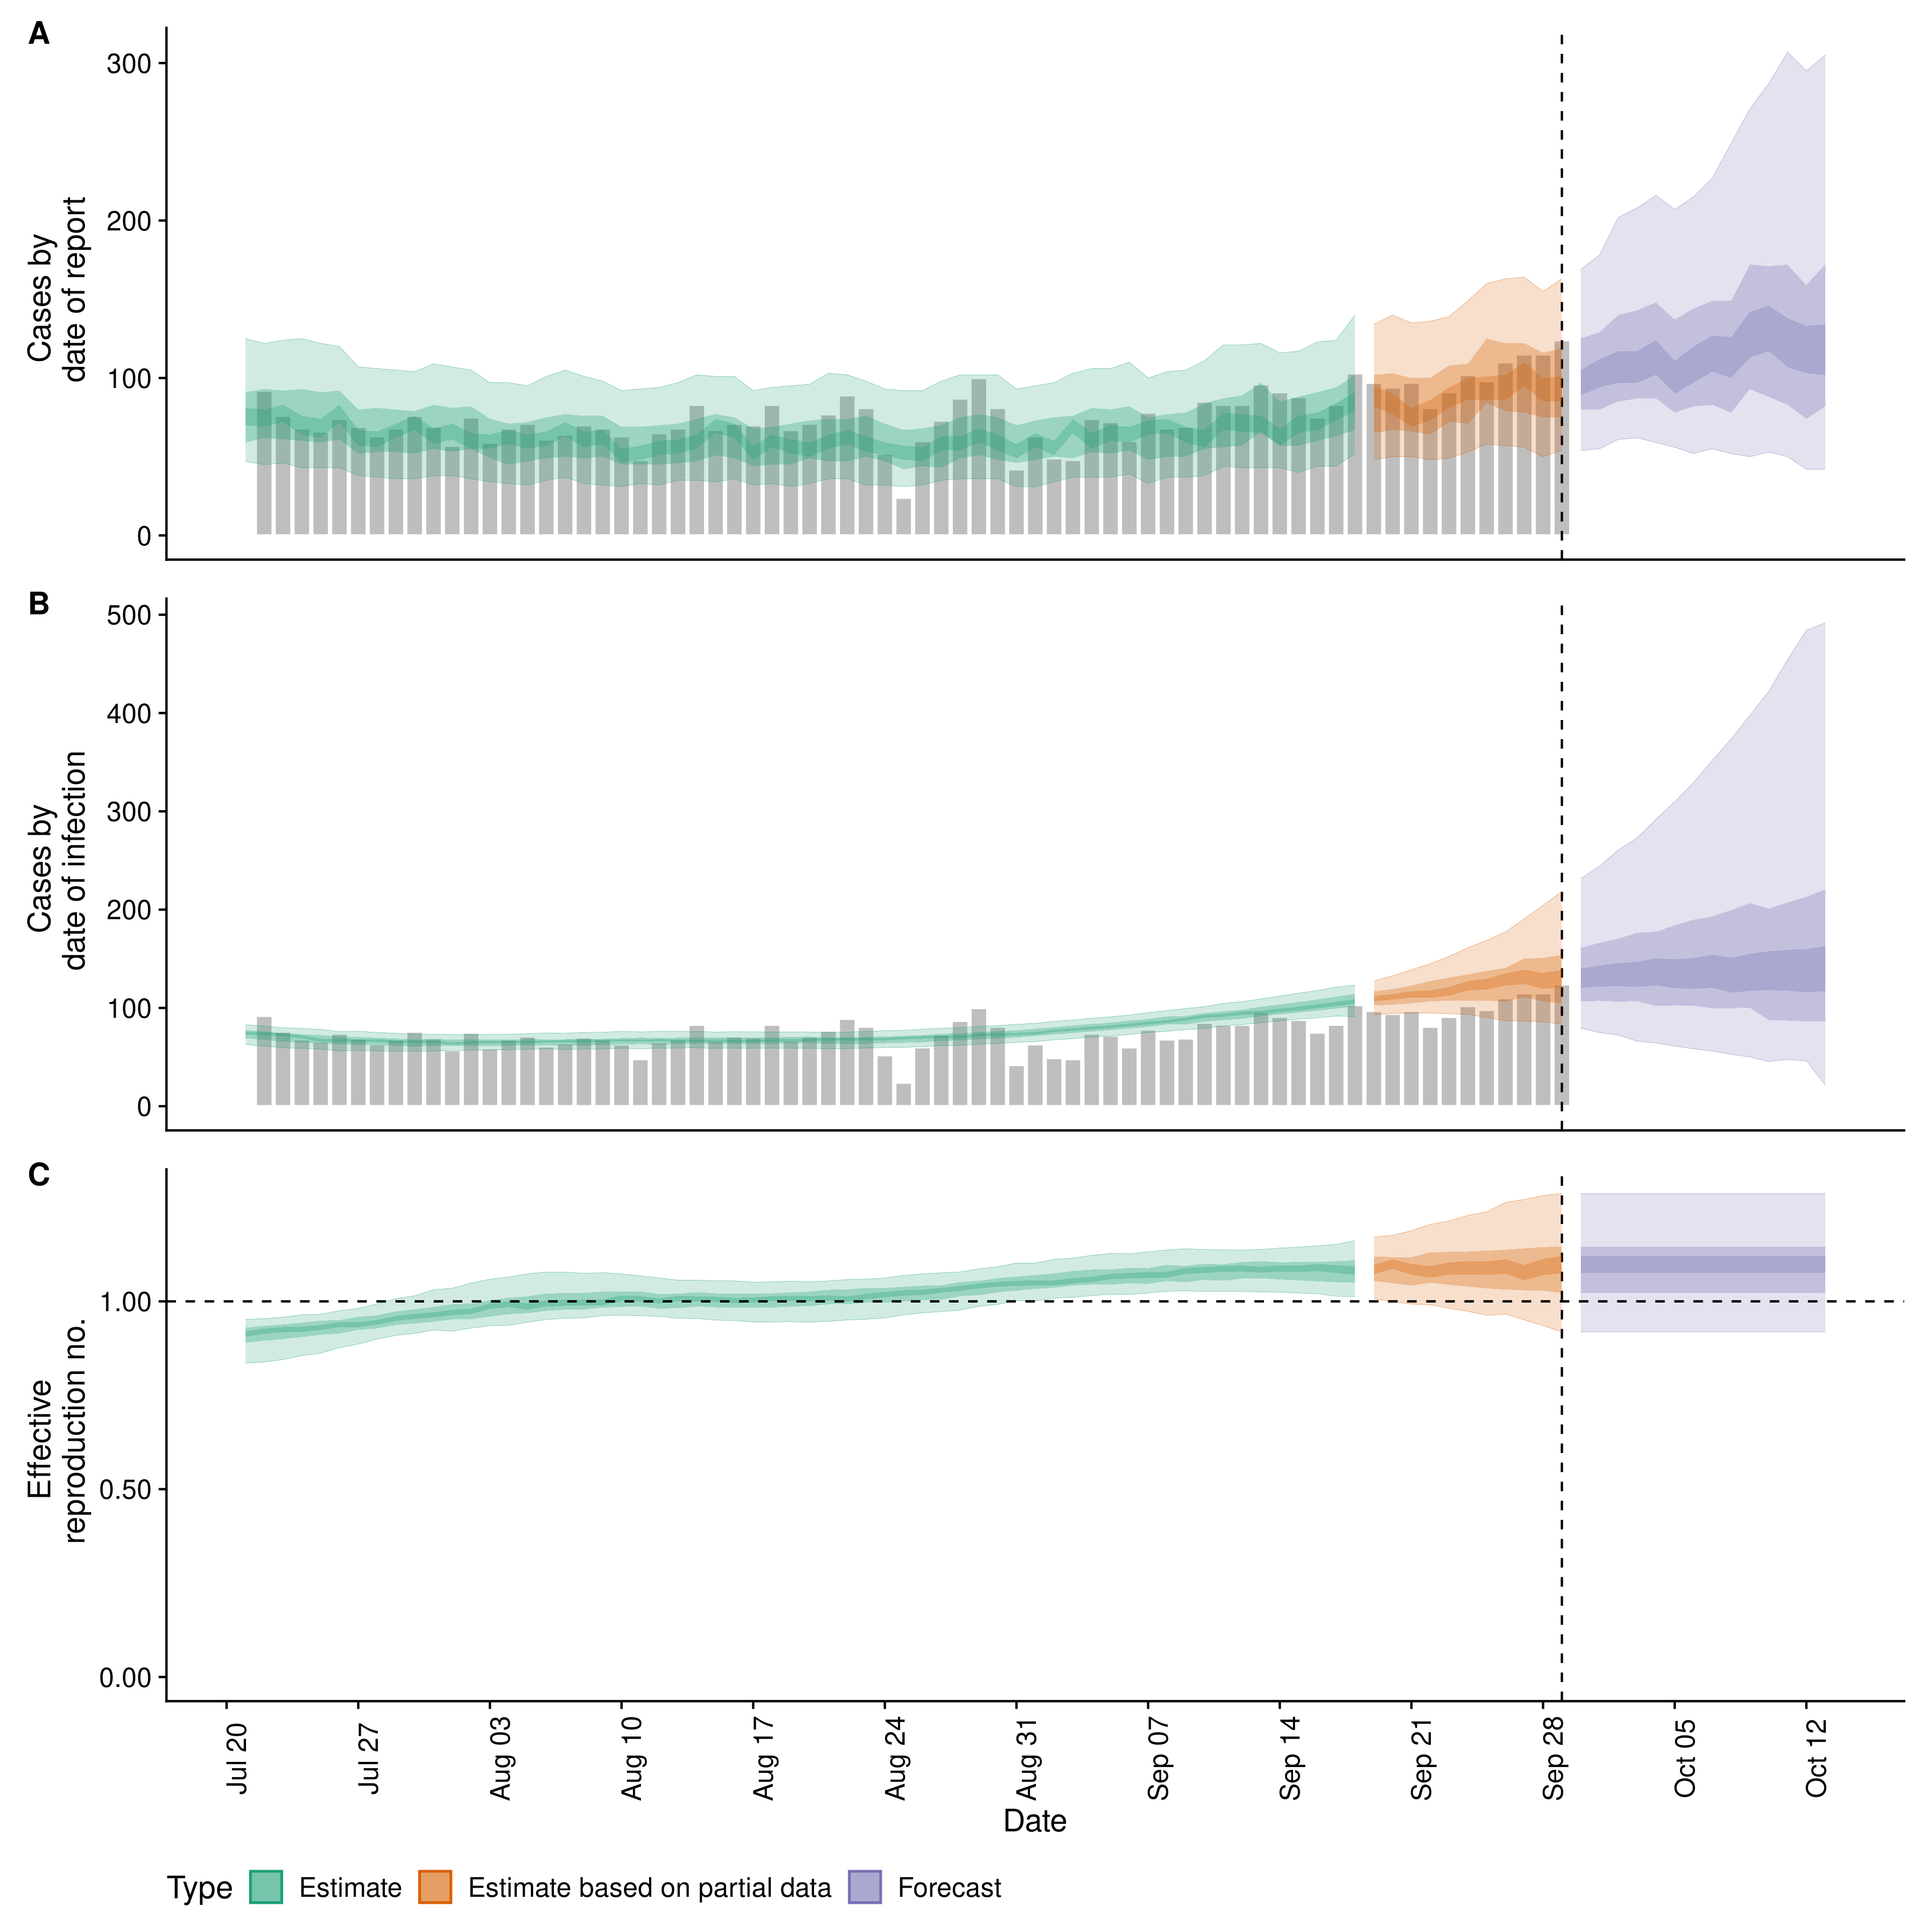 A
300
200
100
0
Cases by
date of report
B
500
400
300
200
100
0
Cases by
date of infection
C
1.00
0.50
0.00
Effective
reproduction no.
Jul 20
Jul 27
Aug 03
Aug 10
Aug 17
Aug 24
Aug 31
Sep 07
Sep 14
Sep 21
Sep 28
Oct 05
Oct 12
Date
Type Estimate Estimate based on partial data Forecast